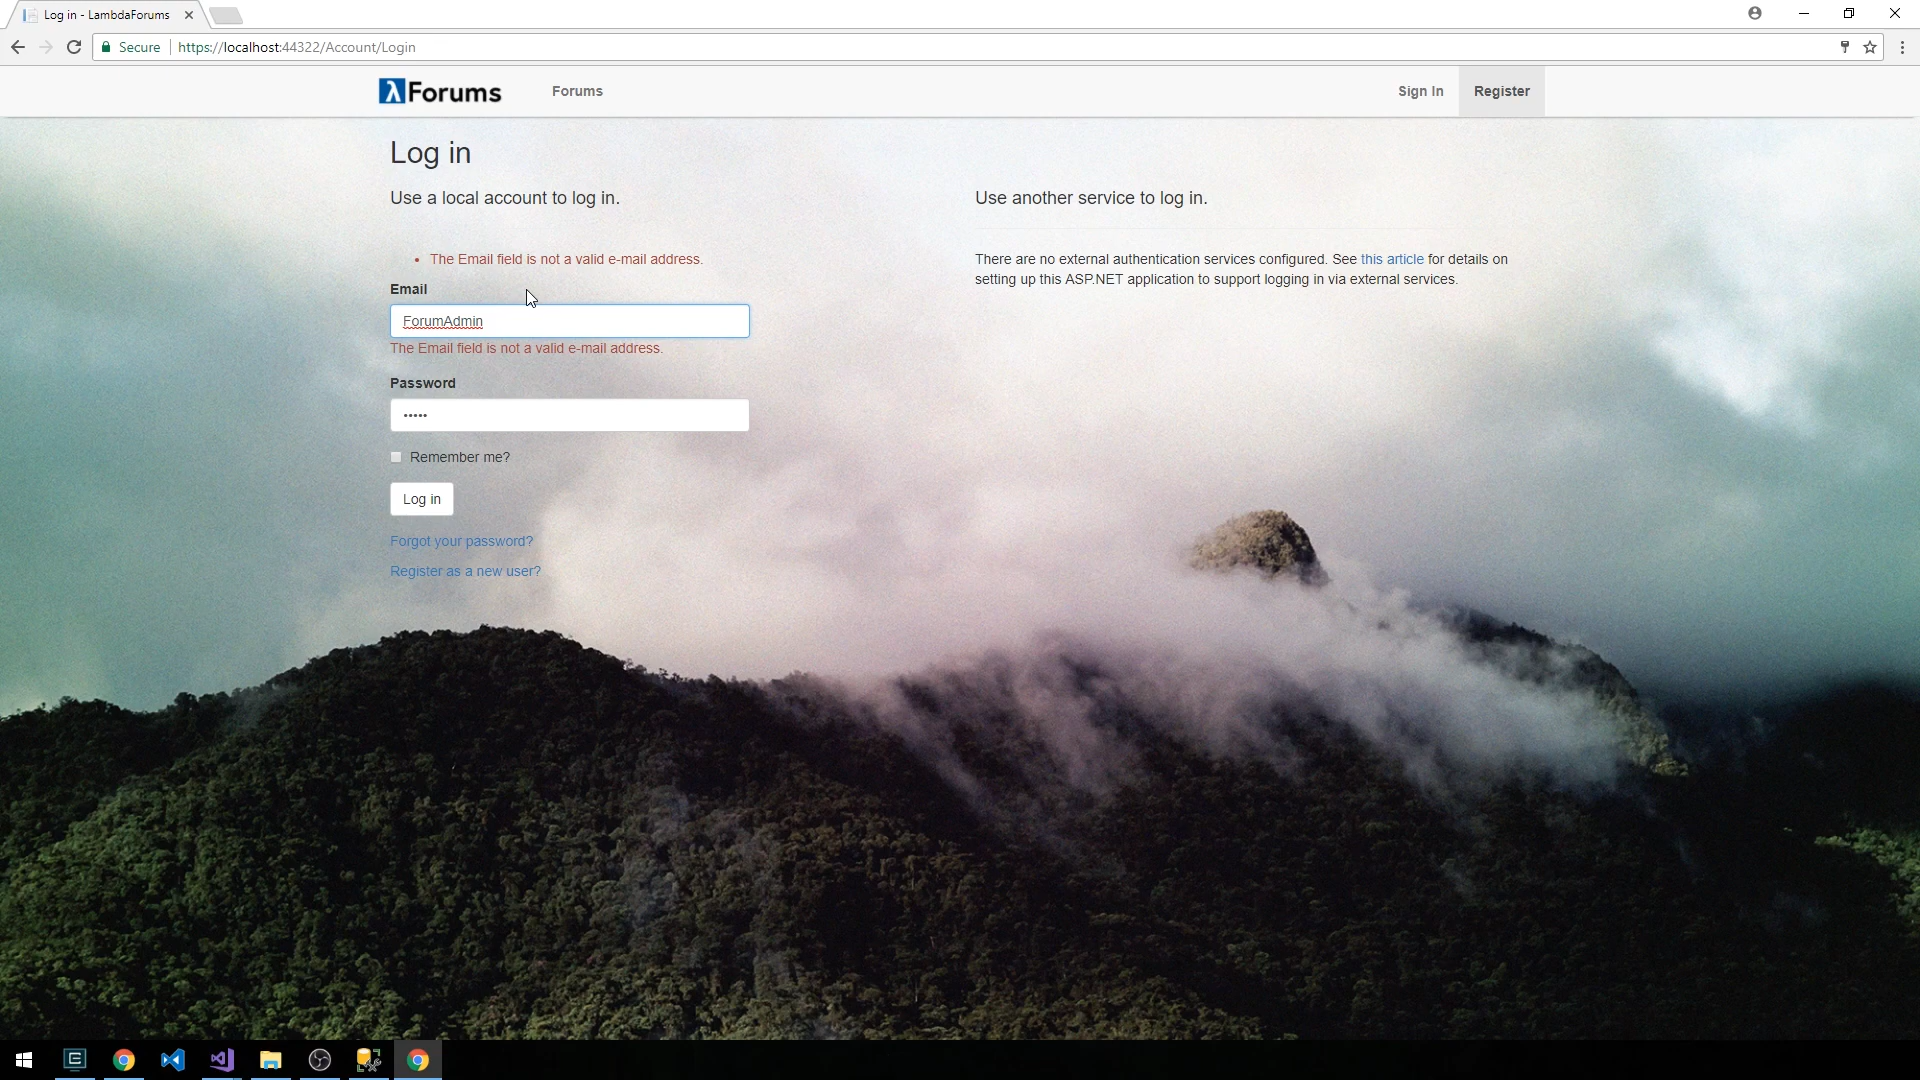 Log in - LambdaForums
Secure
https://localhost:44322/Account/Login
λForums
Forums
Sign In
Register
Log in
Use a local account to log in.
Use another service to log in.
The Email field is not a valid e-mail address.
There are no external authentication services configured. See this article for details on
setting up this ASP.NET application to support logging in via external services.
Email
ForumAdmin
The Email field is not a valid e-mail address.
Password
•••••
Remember me?
Log in
Forgot your password?
Register as a new user?